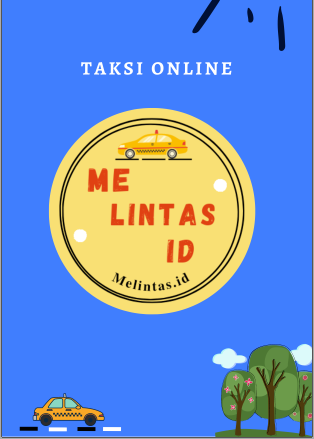 TAKSI ONLINE
ME
LINTAS
ID
Melintas.id